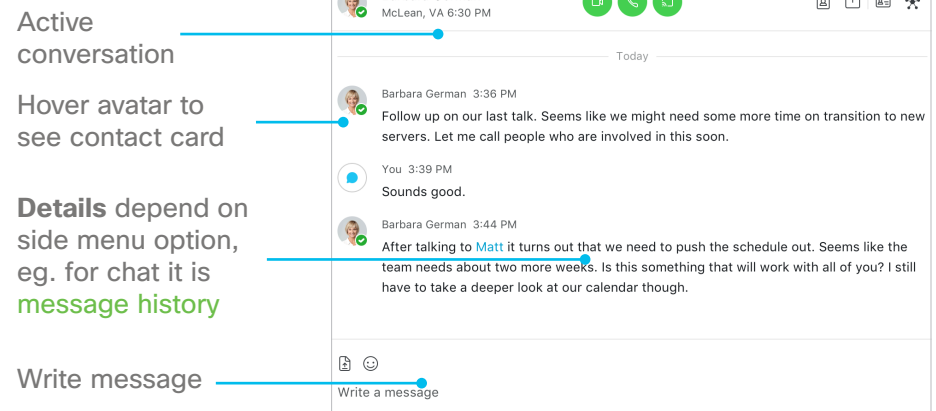 Active
conversation
Hover avatar to
see contact card
Details depend on
side menu option,
eg. for chat it is
message history
Write message
McLean, VA 6:30 PM
Today
Barbara German 3:36 PM
Follow up on our last talk. Seems like we might need some more time on transition to new
servers. Let me call people who are involved in this soon.
You 3:39 PM
Sounds good.
Barbara German 3:44 PM
After talking to Matt it turns out that we need to push the schedule out. Seems like the
team needs about two more weeks. Is this something that will work with all of you? I still
have to take a deeper look at our calendar though.
Write a message